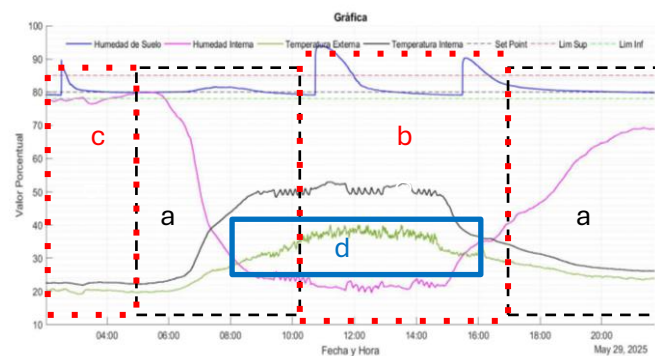 Gráfica
Humedad de Suelo Humedad Interna Temperatura Externa Temperatura Interna Set Point Lim Sup Lim Inf
100
90
80
70
60
50
40
30
20
10
Valor Porcentual
c
a
b
d
a
04:00 06:00 08:00 10:00 12:00 14:00 16:00 18:00 20:00
Fecha y Hora
May 29, 2025